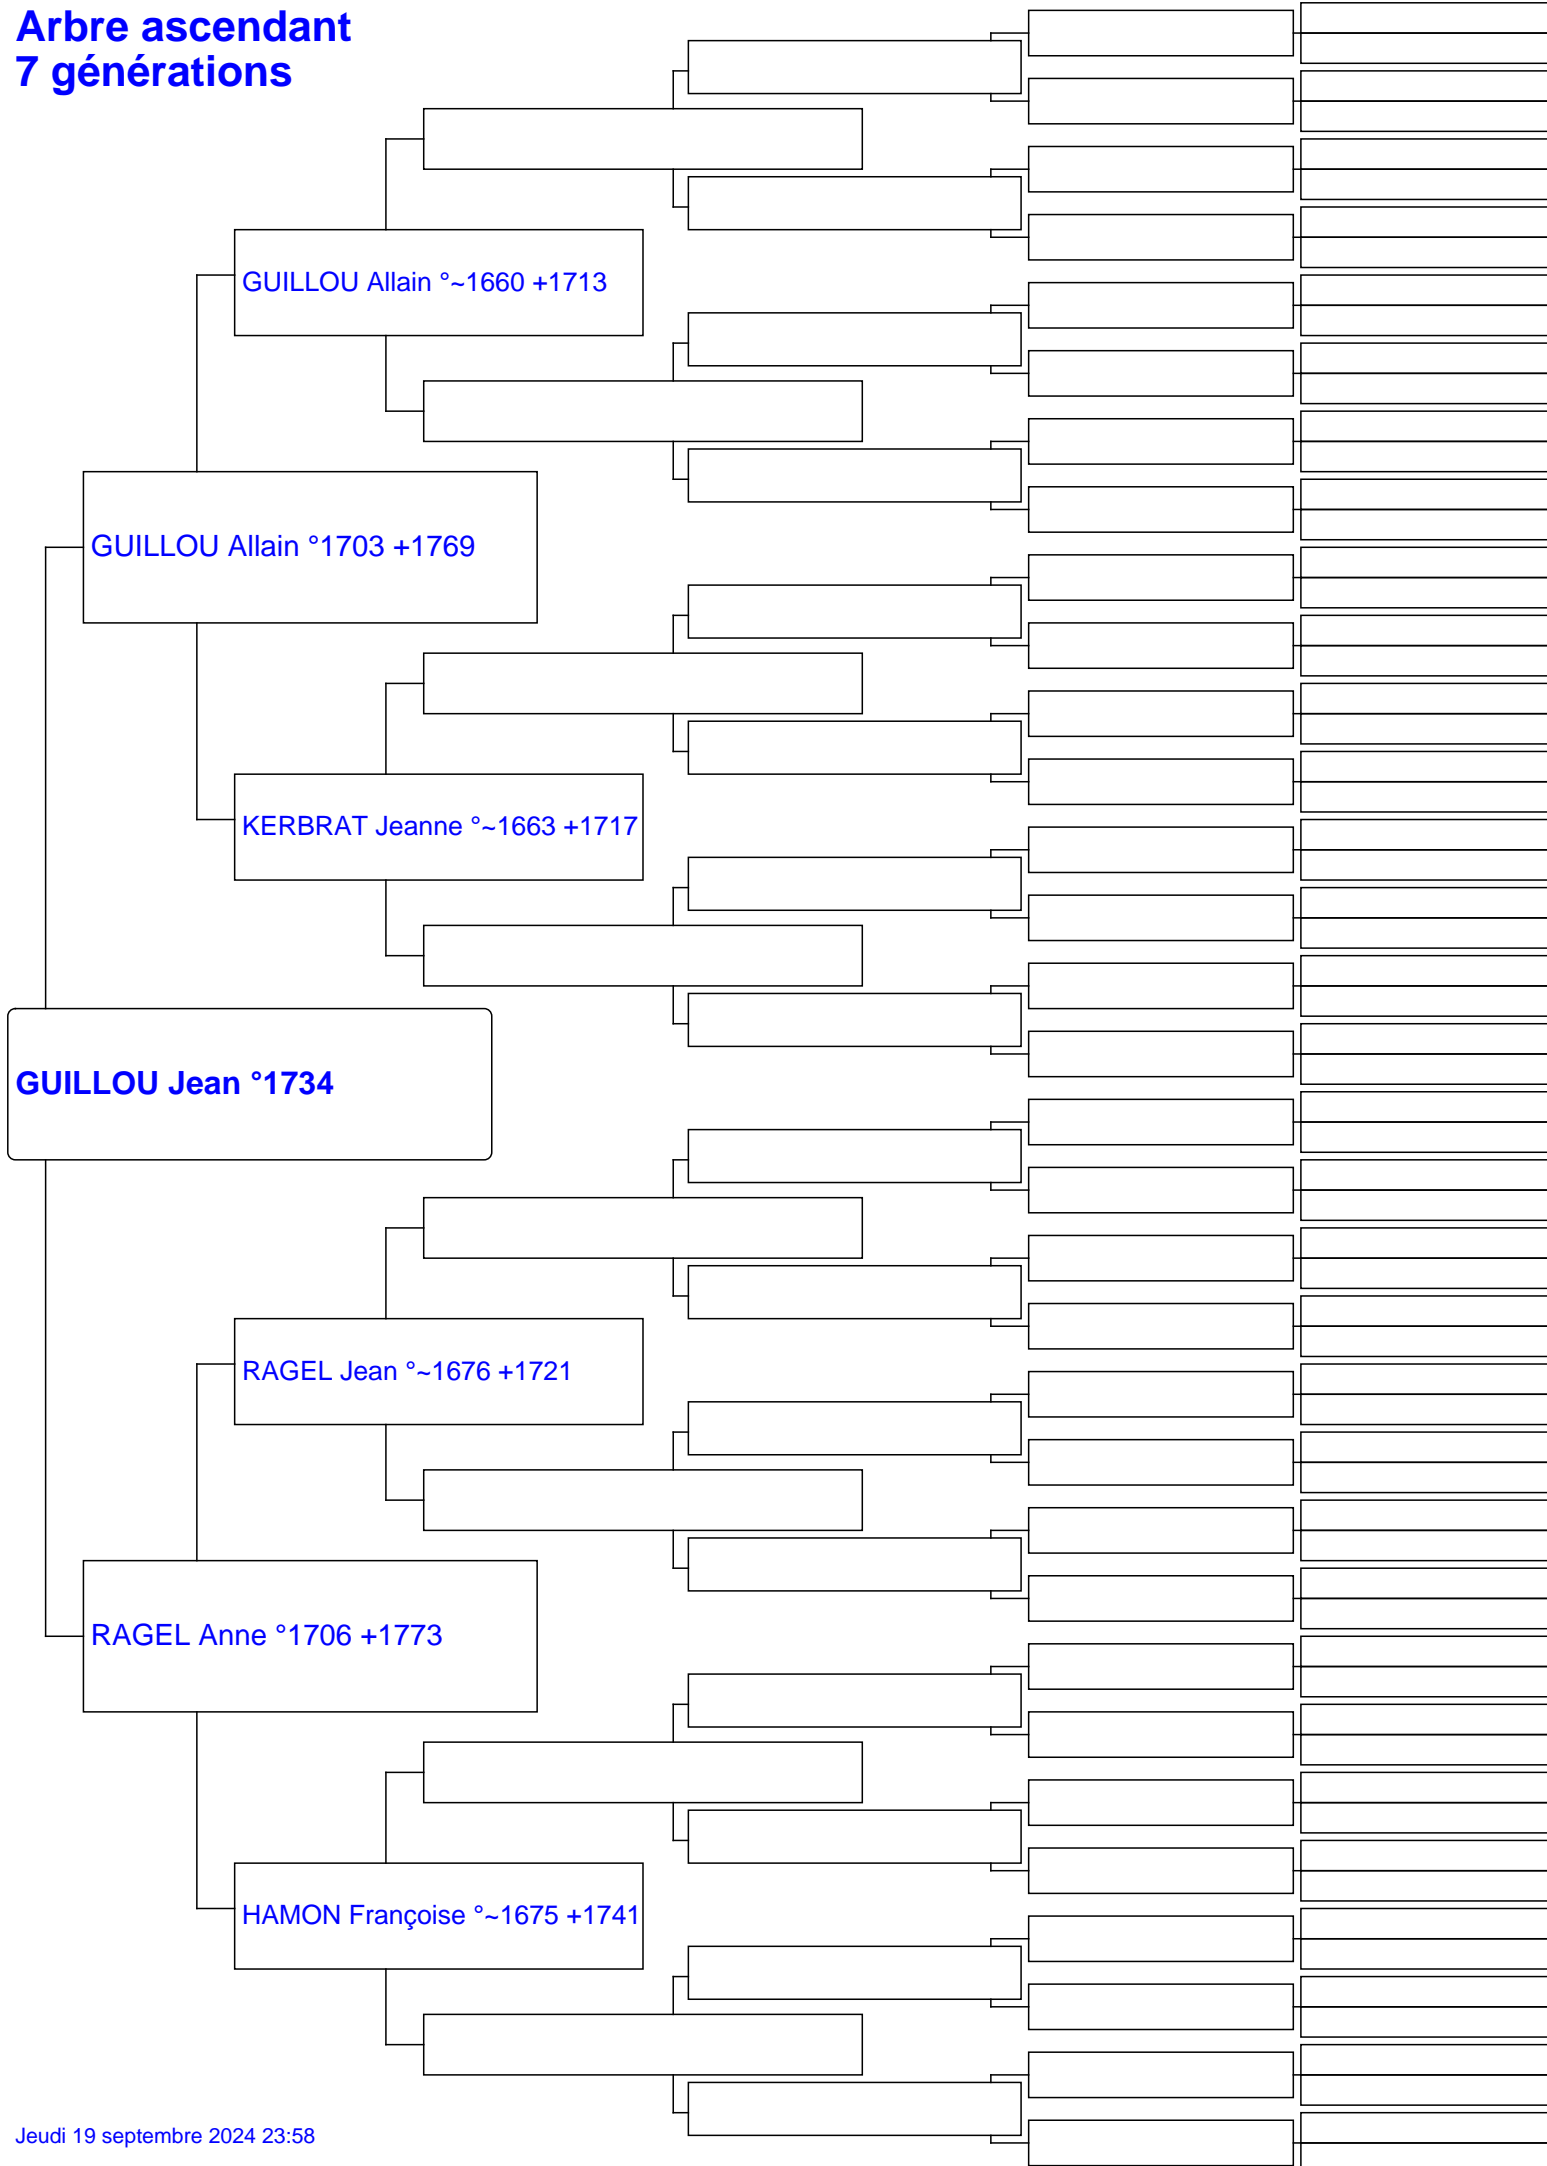 Arbre ascendant
7 générations
GUILLOU Allain °~1660 +1713
GUILLOU Allain °1703 +1769
KERBRAT Jeanne °~1663 +1717
GUILLOU Jean °1734
RAGEL Jean °~1676 +1721
RAGEL Anne °1706 +1773
HAMON Françoise °~1675 +1741
Jeudi 19 septembre 2024 23:58